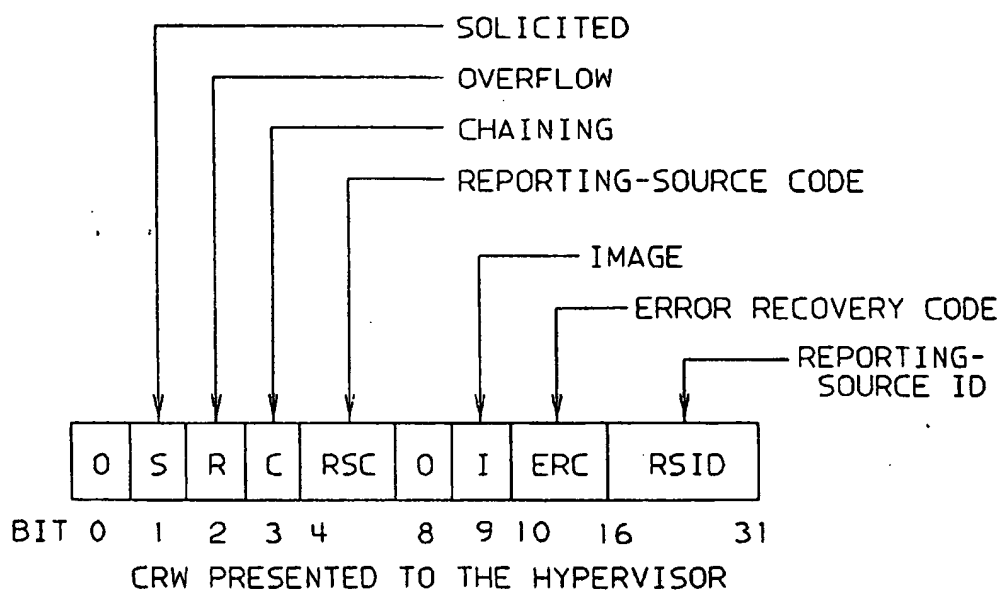 SOLICITED
OVERFLOW
CHAINING
REPORTING-SOURCE CODE
IMAGE
ERROR RECOVERY CODE
REPORTING-
SOURCE ID
0 S R C RSC 0 I ERC RSID
BIT 0 1 2 3 4 8 9 10 16 31
CRW PRESENTED TO THE HYPERVISOR